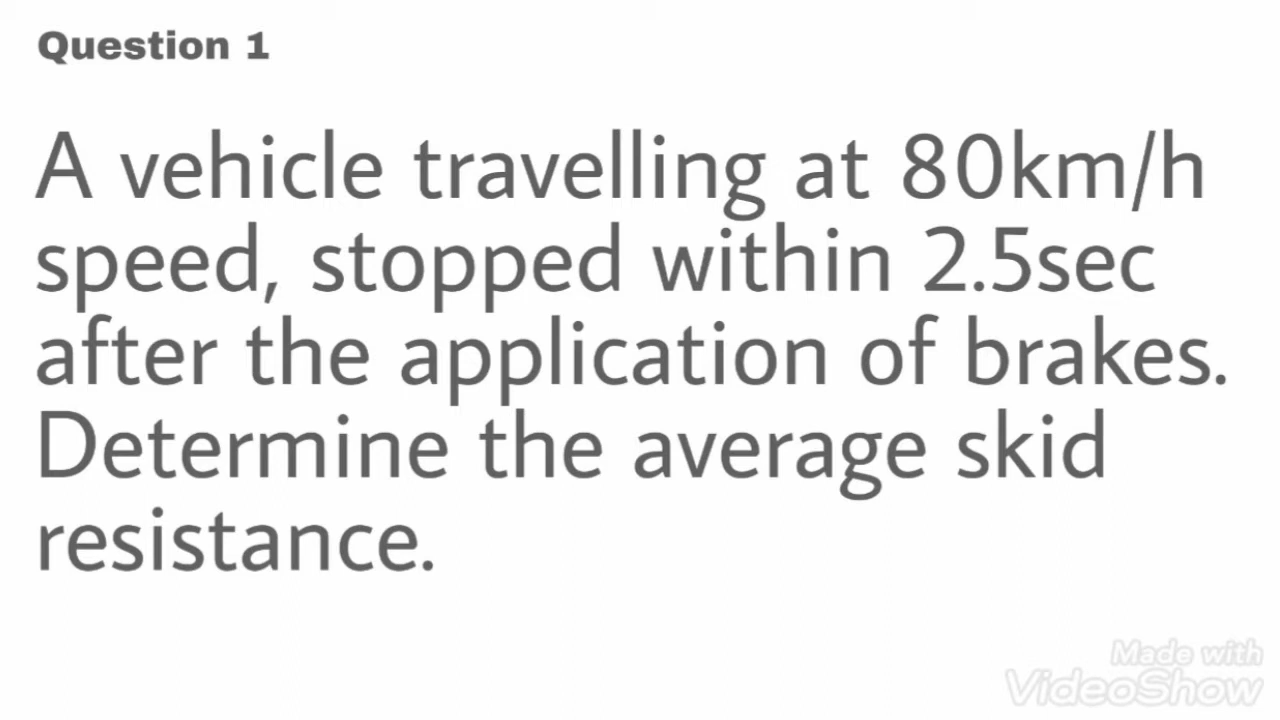 Question 1
A vehicle travelling at 80km/h
speed, stopped within 2.5sec
after the application of brakes.
Determine the average skid
resistance.
Made with
VideoShow